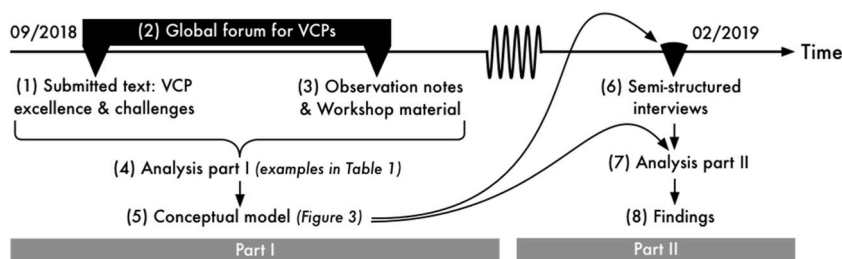 09/2018
(2) Global forum for VCPs
02/2019
Time
(1) Submitted text: VCP
excellence & challenges
(3) Observation notes
& Workshop material
(6) Semi-structured
interviews
(4) Analysis part I (examples in Table 1)
(7) Analysis part II
(5) Conceptual model (Figure 3)
(8) Findings
Part I
Part II